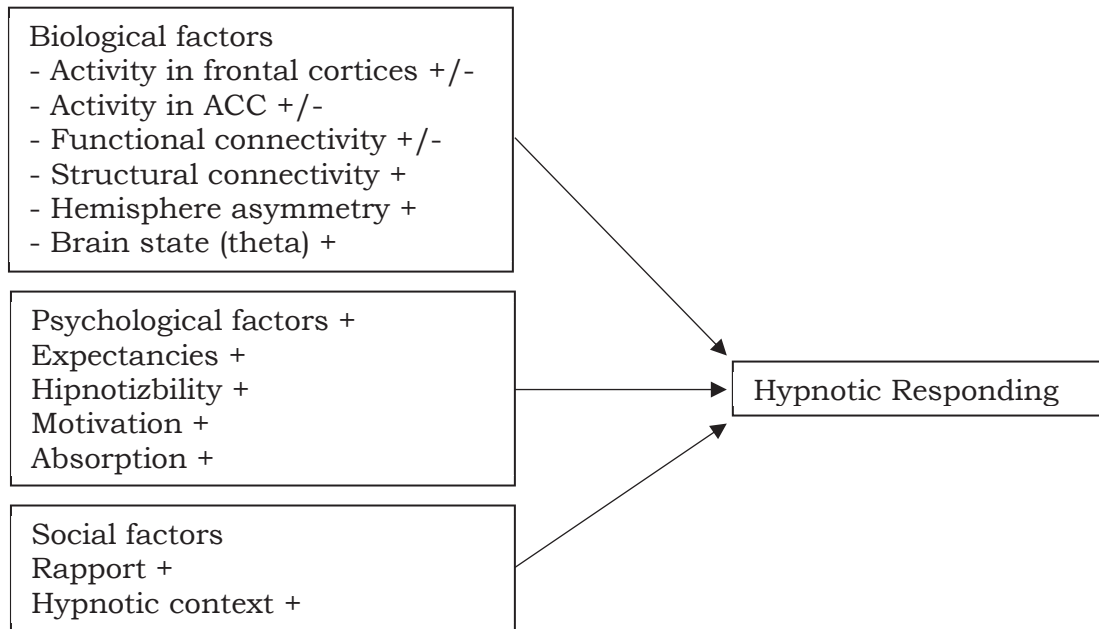 Biological factors
- Activity in frontal cortices +/-
- Activity in ACC +/-
- Functional connectivity +/-
- Structural connectivity +
- Hemisphere asymmetry +
- Brain state (theta) +
Psychological factors +
Expectancies +
Hipnotizbility +
Motivation +
Absorption +
Social factors
Rapport +
Hypnotic context +
Hypnotic Responding